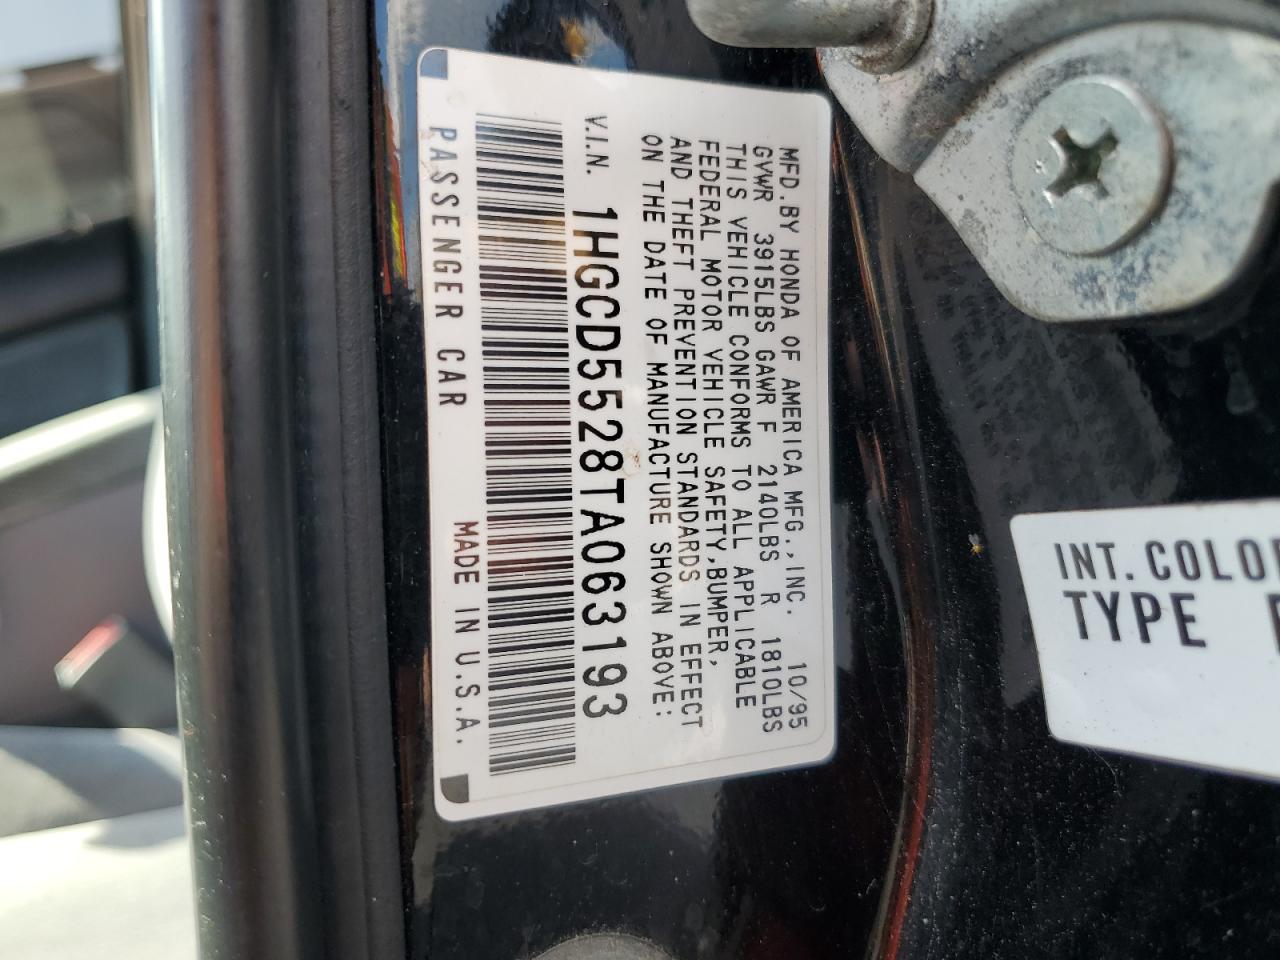 MFD.BY HONDA OF AMERICA MFG.,INC. 10/95
GVWR 3915LBS GAWR F 2140LBS R 1810LBS
THIS VEHICLE CONFORMS TO ALL APPLICABLE
FEDERAL MOTOR VEHICLE SAFETY,BUMPER,
AND THEFT PREVENTION STANDARDS IN EFFECT
ON THE DATE OF MANUFACTURE SHOWN ABOVE:
V.I.N. 1HGCD5528TA063193
PASSENGER CAR MADE IN U.S.A.
INT. COLOR
TYPE